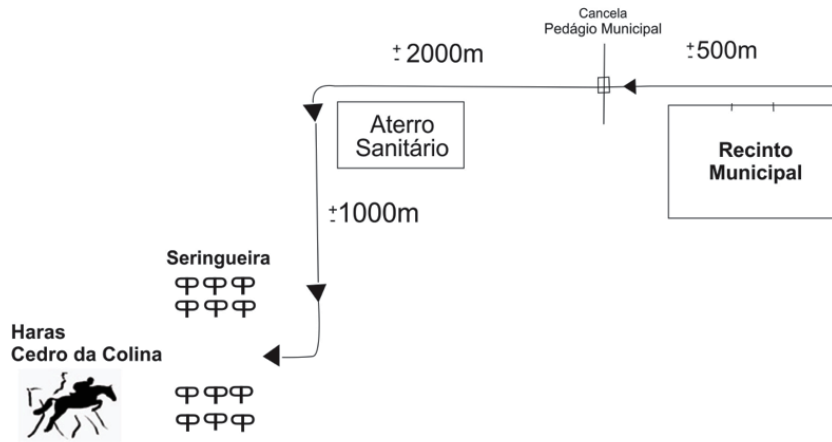 Cancela
Pedágio Municipal
± 2000m
±500m
Aterro
Sanitário
Recinto
Municipal
±1000m
Seringueira
Haras
Cedro da Colina